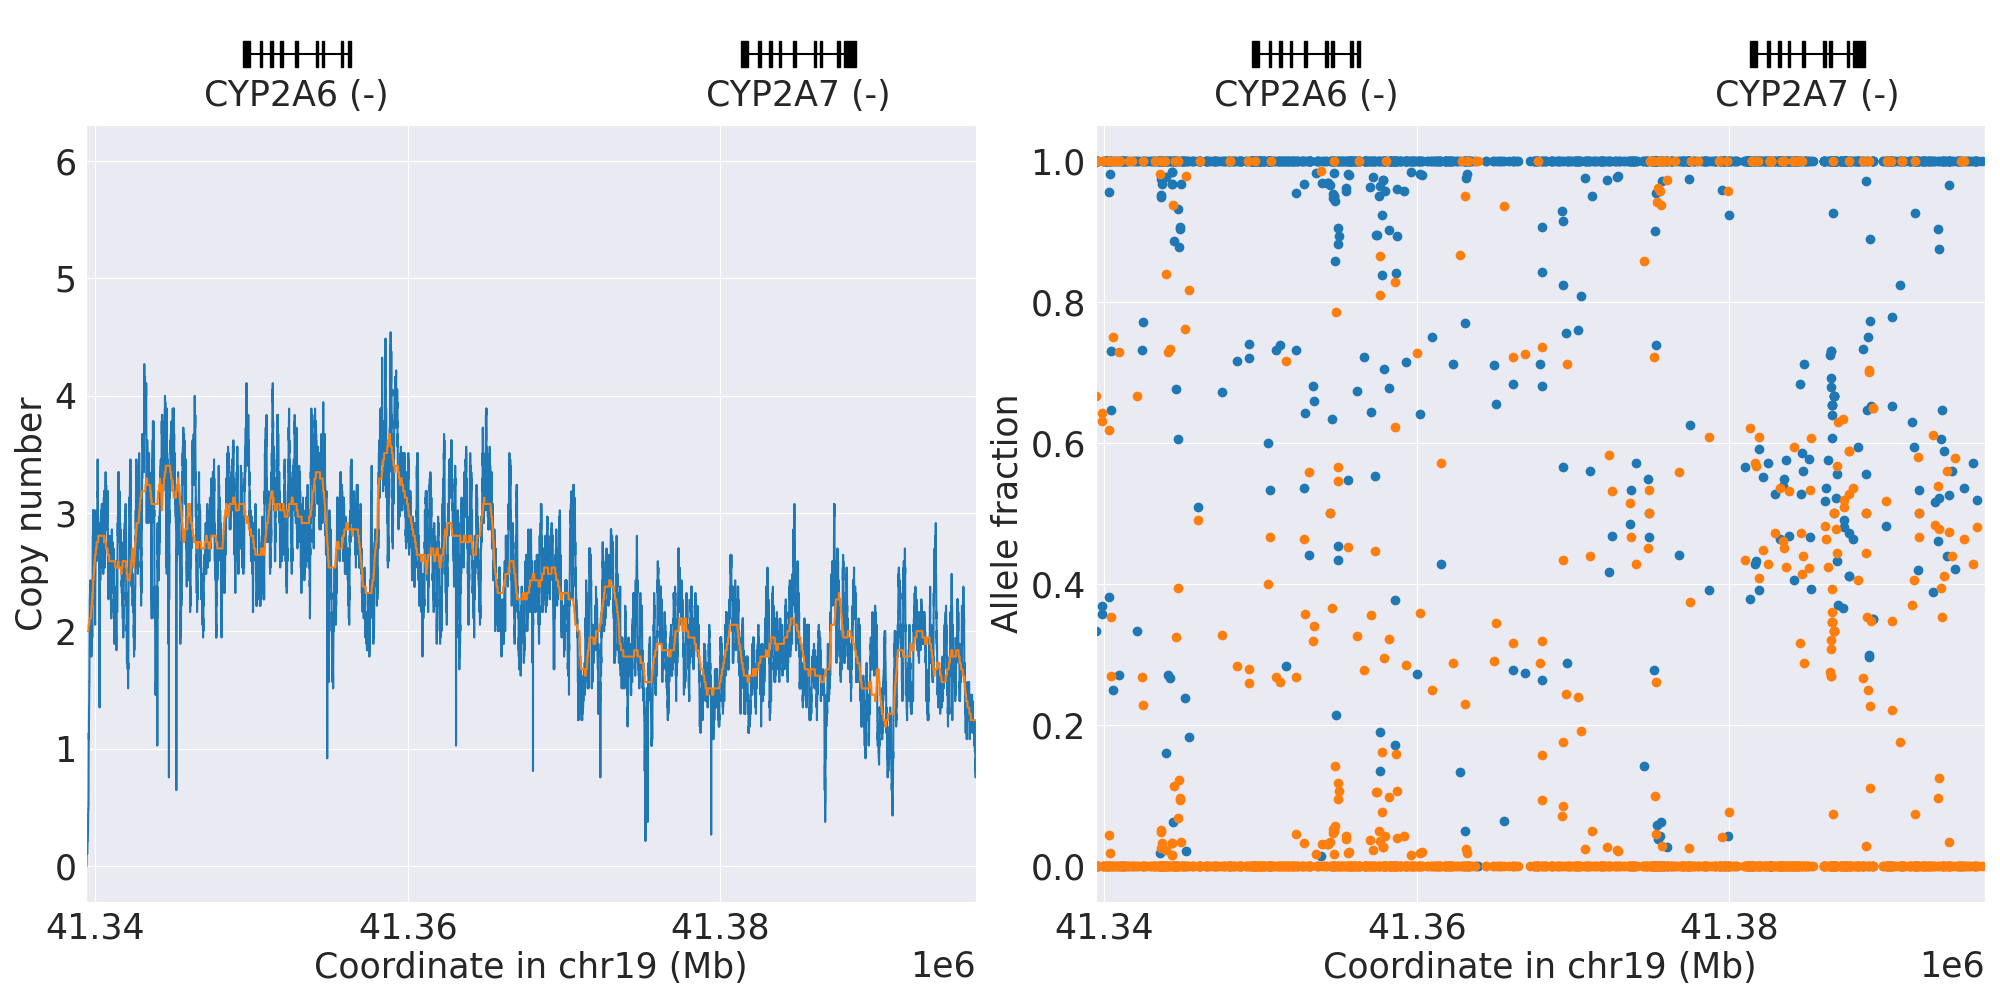 CYP2A6 (-) CYP2A7 (-)
CYP2A6 (-) CYP2A7 (-)
Copy number
6
5
4
3
2
1
0
41.34 41.36 41.38
Coordinate in chr19 (Mb) 1e6
Allele fraction
1.0
0.8
0.6
0.4
0.2
0.0
41.34 41.36 41.38
Coordinate in chr19 (Mb) 1e6